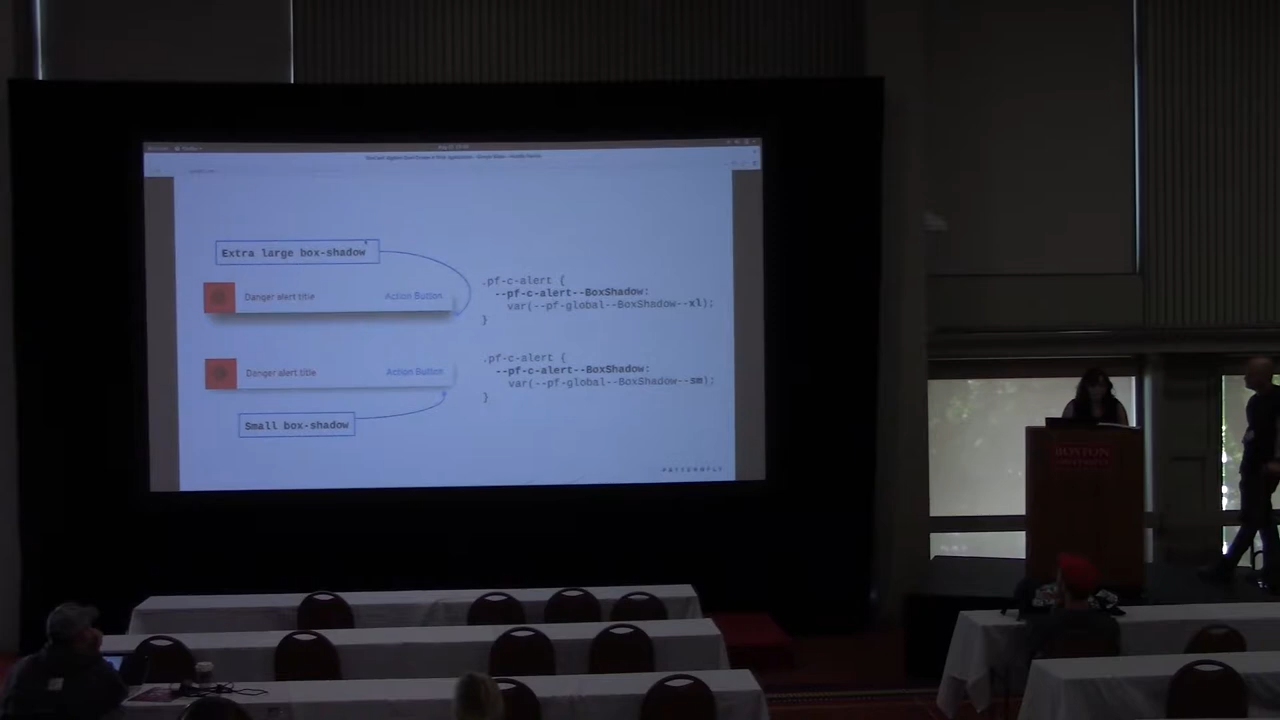 Extra large box-shadow
Danger alert title
Action Button
.pf-c-alert {
--pf-c-alert--BoxShadow:
var(--pf-global--BoxShadow--xl);
}
Danger alert title
Action Button
.pf-c-alert {
--pf-c-alert--BoxShadow:
var(--pf-global--BoxShadow--sm);
}
Small box-shadow
PATTERNFLY
BOSTON
UNIVERSITY